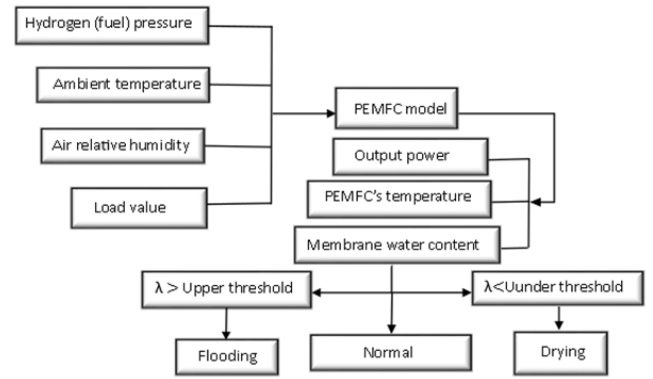 Hydrogen (fuel) pressure
Ambient temperature
Air relative humidity
Load value
PEMFC model
Output power
PEMFC's temperature
Membrane water content
λ > Upper threshold
λ<Uunder threshold
Flooding
Normal
Drying